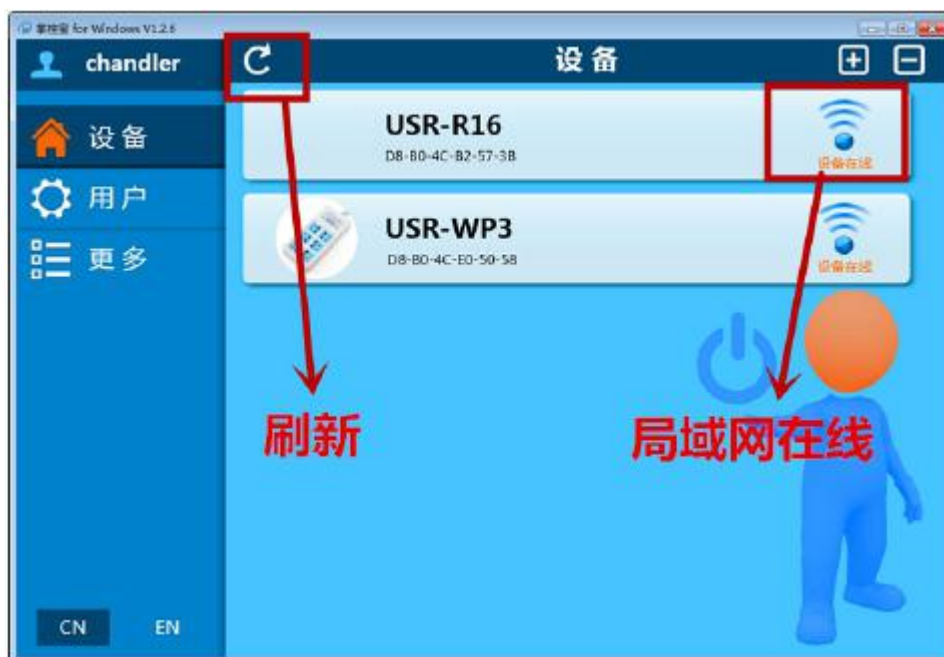 掌控宝 for Windows V1.2.6
chandler
设备
设备
用户
更多
USR-R16
D8-B0-4C-B2-57-3B
设备在线
USR-WP3
D8-B0-4C-E0-50-58
设备在线
刷新
局域网在线
CN EN